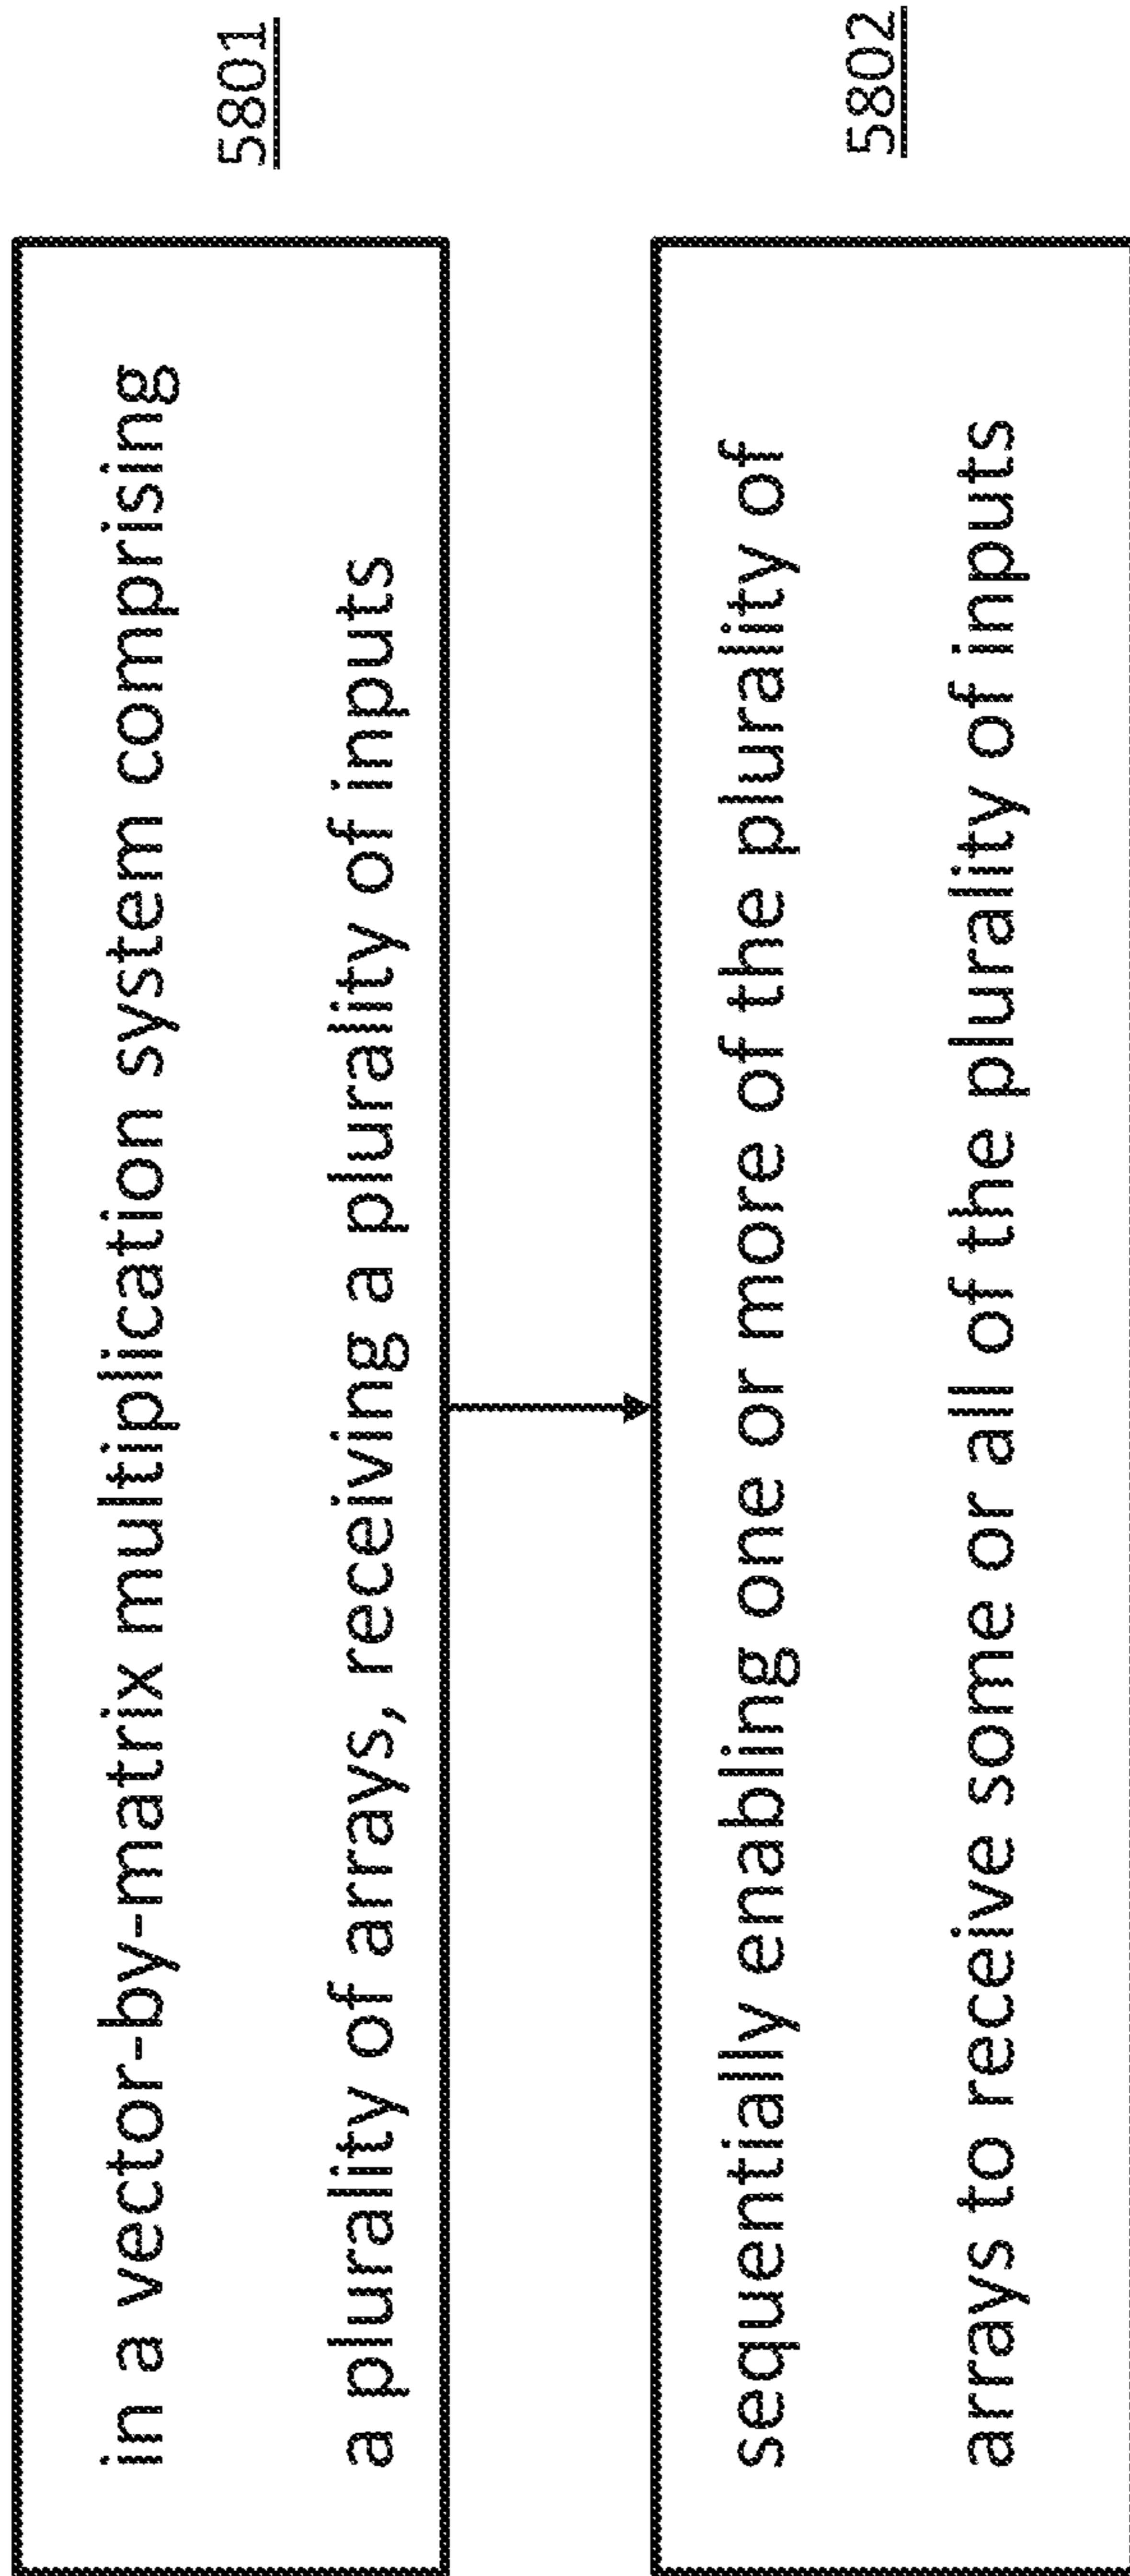 in a vector-by-matrix multiplication system comprising
a plurality of arrays, receiving a plurality of inputs
5801
sequentially enabling one or more of the plurality of
arrays to receive some or all of the plurality of inputs
5802